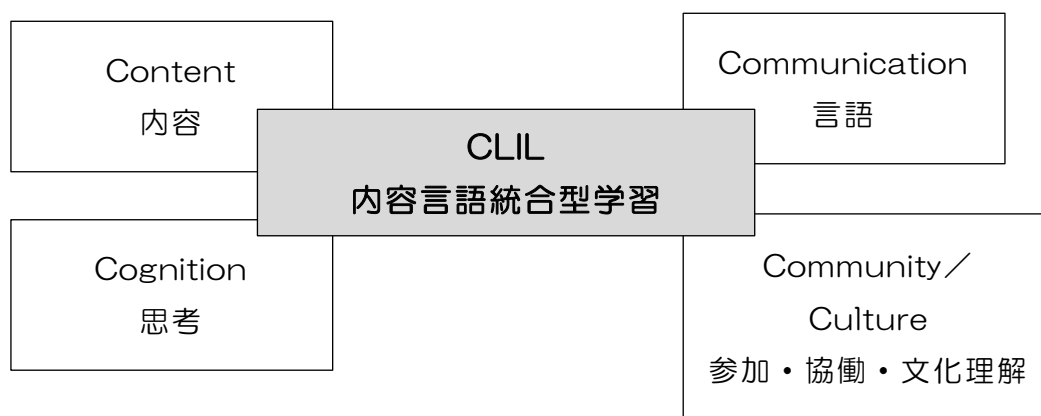 Content
内容
Communication
言語
CLIL
内容言語統合型学習
Cognition
思考
Community／
Culture
参加・協働・文化理解